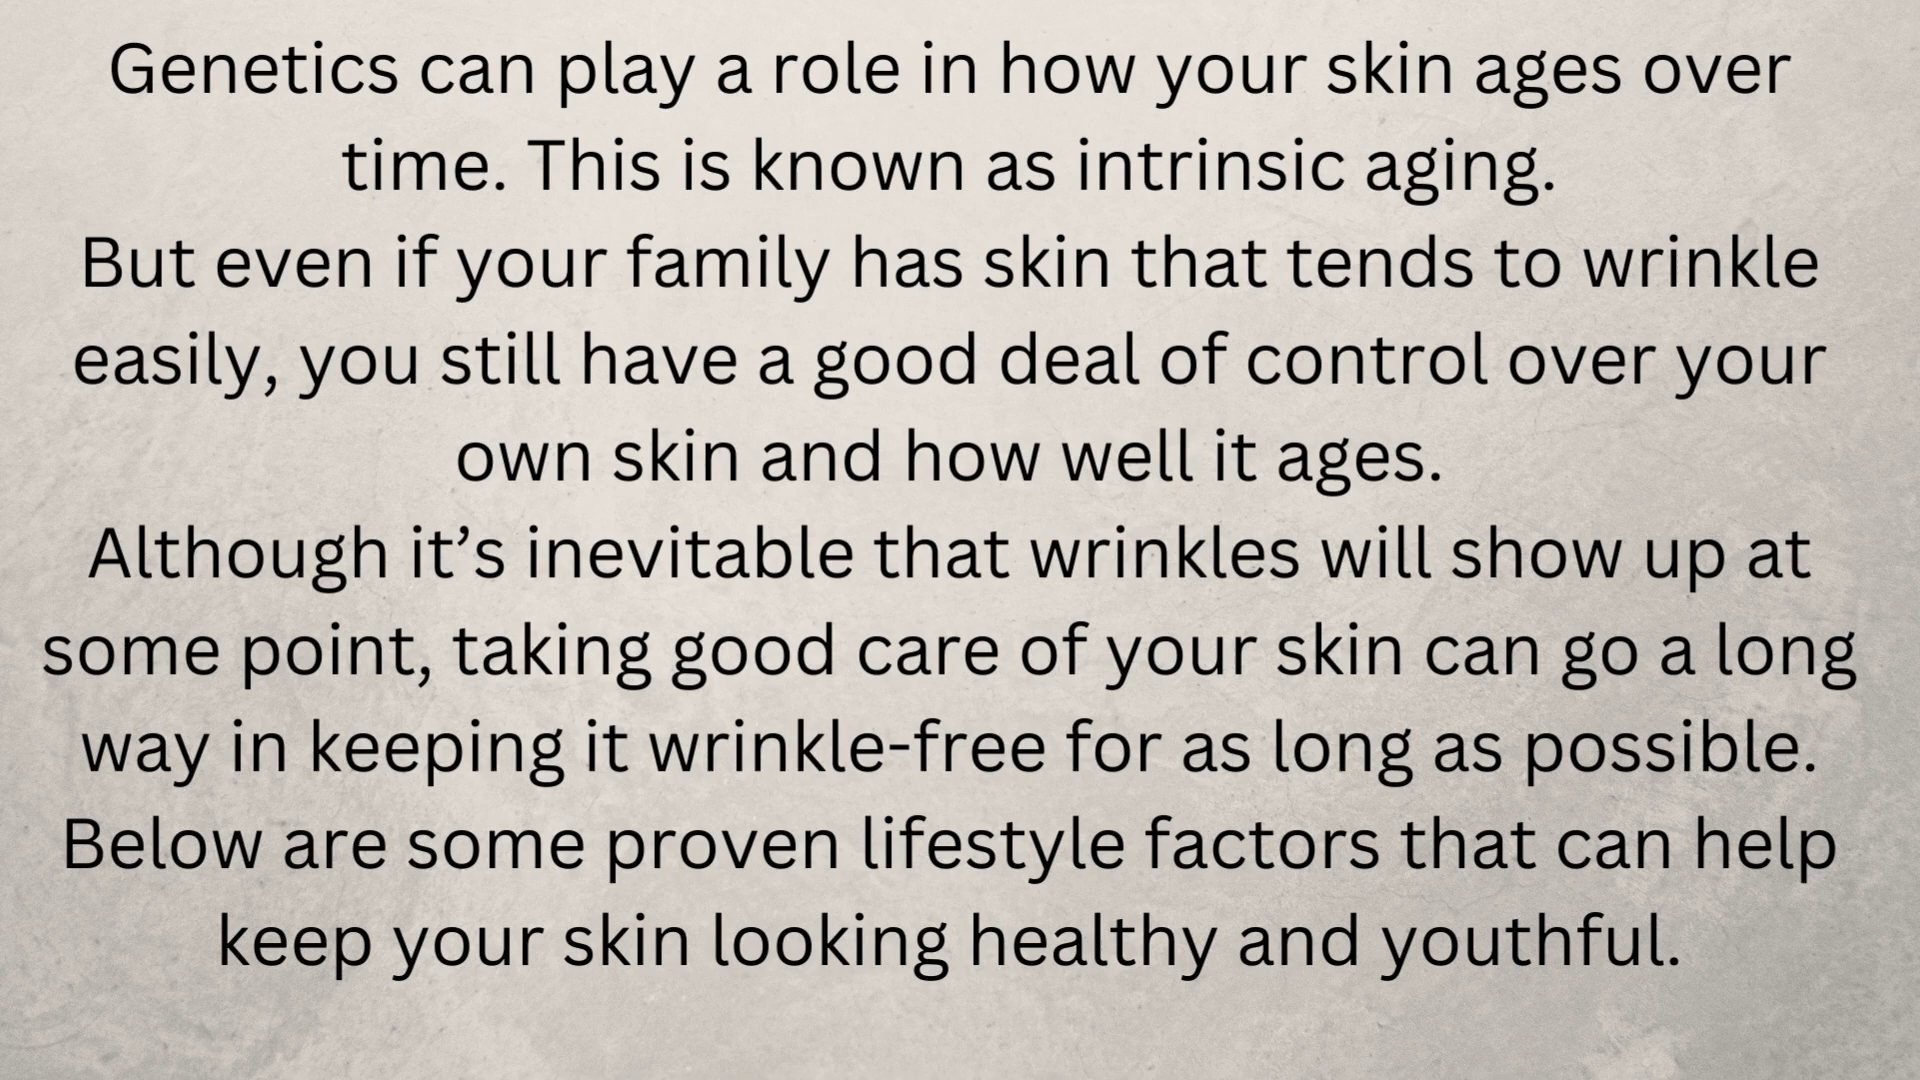 Genetics can play a role in how your skin ages over
time. This is known as intrinsic aging.
But even if your family has skin that tends to wrinkle
easily, you still have a good deal of control over your
own skin and how well it ages.
Although it’s inevitable that wrinkles will show up at
some point, taking good care of your skin can go a long
way in keeping it wrinkle-free for as long as possible.
Below are some proven lifestyle factors that can help
keep your skin looking healthy and youthful.